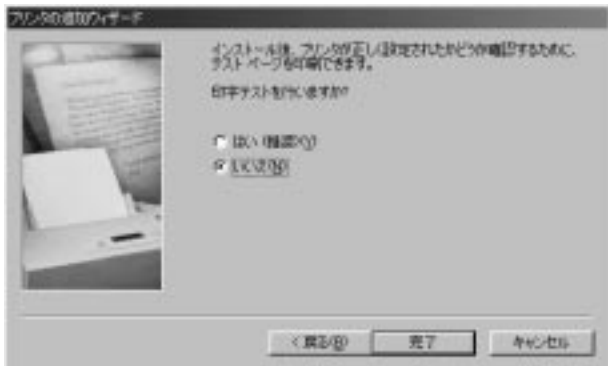 プリンタの追加ウィザード
インストール後、プリンタが正しく設定されたかどうか確認するために、
テスト ページを印刷できます。
印字テストを行いますか?
はい (推奨)(Y)
いいえ(N)
< 戻る(B)
完了
キャンセル